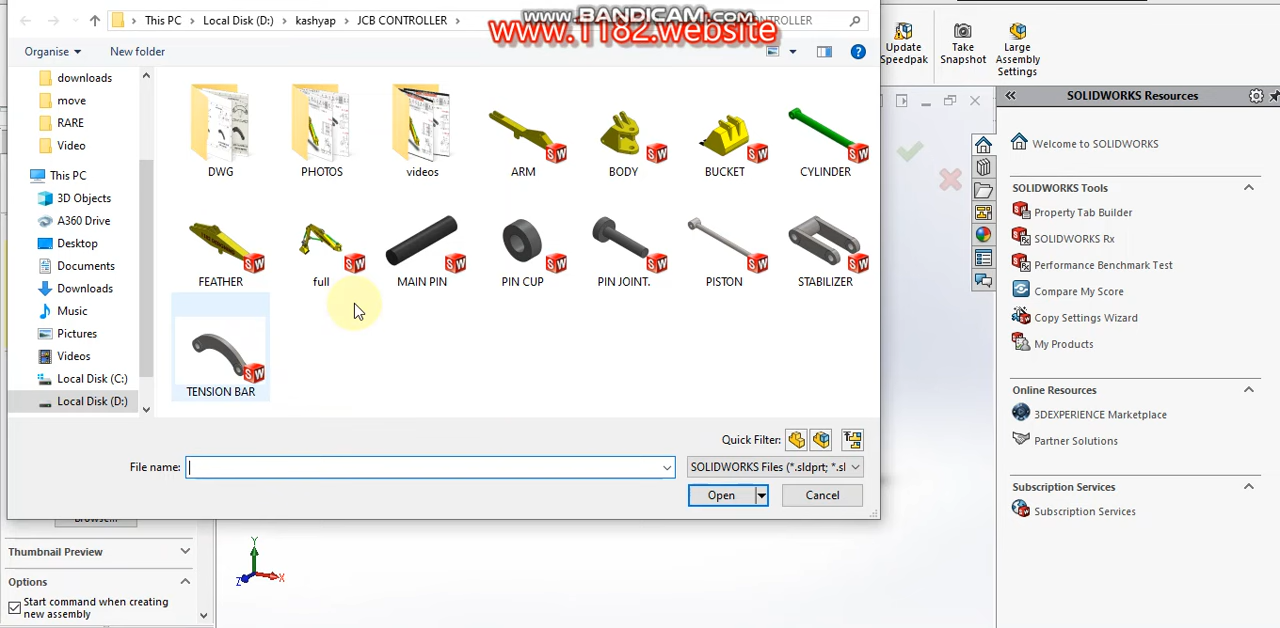 www.BANDICAM.com
www.1182.website
This PC
Local Disk (D:)
kashyap
JCB CONTROLLER
CONTROLLER
Organise
New folder
downloads
move
RARE
Video
This PC
3D Objects
A360 Drive
Desktop
Documents
Downloads
Music
Pictures
Videos
Local Disk (C:)
Local Disk (D:)
DWG
PHOTOS
videos
ARM
BODY
BUCKET
CYLINDER
FEATHER
full
MAIN PIN
PIN CUP
PIN JOINT.
PISTON
STABILIZER
TENSION BAR
Quick Filter:
File name:
SOLIDWORKS Files (*.sldprt; *.sl
Open
Cancel
Browse...
Thumbnail Preview
Options
Start command when creating
new assembly
Y
Z
X
Update
Speedpak
Take
Snapshot
Large
Assembly
Settings
SOLIDWORKS Resources
Welcome to SOLIDWORKS
SOLIDWORKS Tools
Property Tab Builder
SOLIDWORKS Rx
Performance Benchmark Test
Compare My Score
Copy Settings Wizard
My Products
Online Resources
3DEXPERIENCE Marketplace
Partner Solutions
Subscription Services
Subscription Services